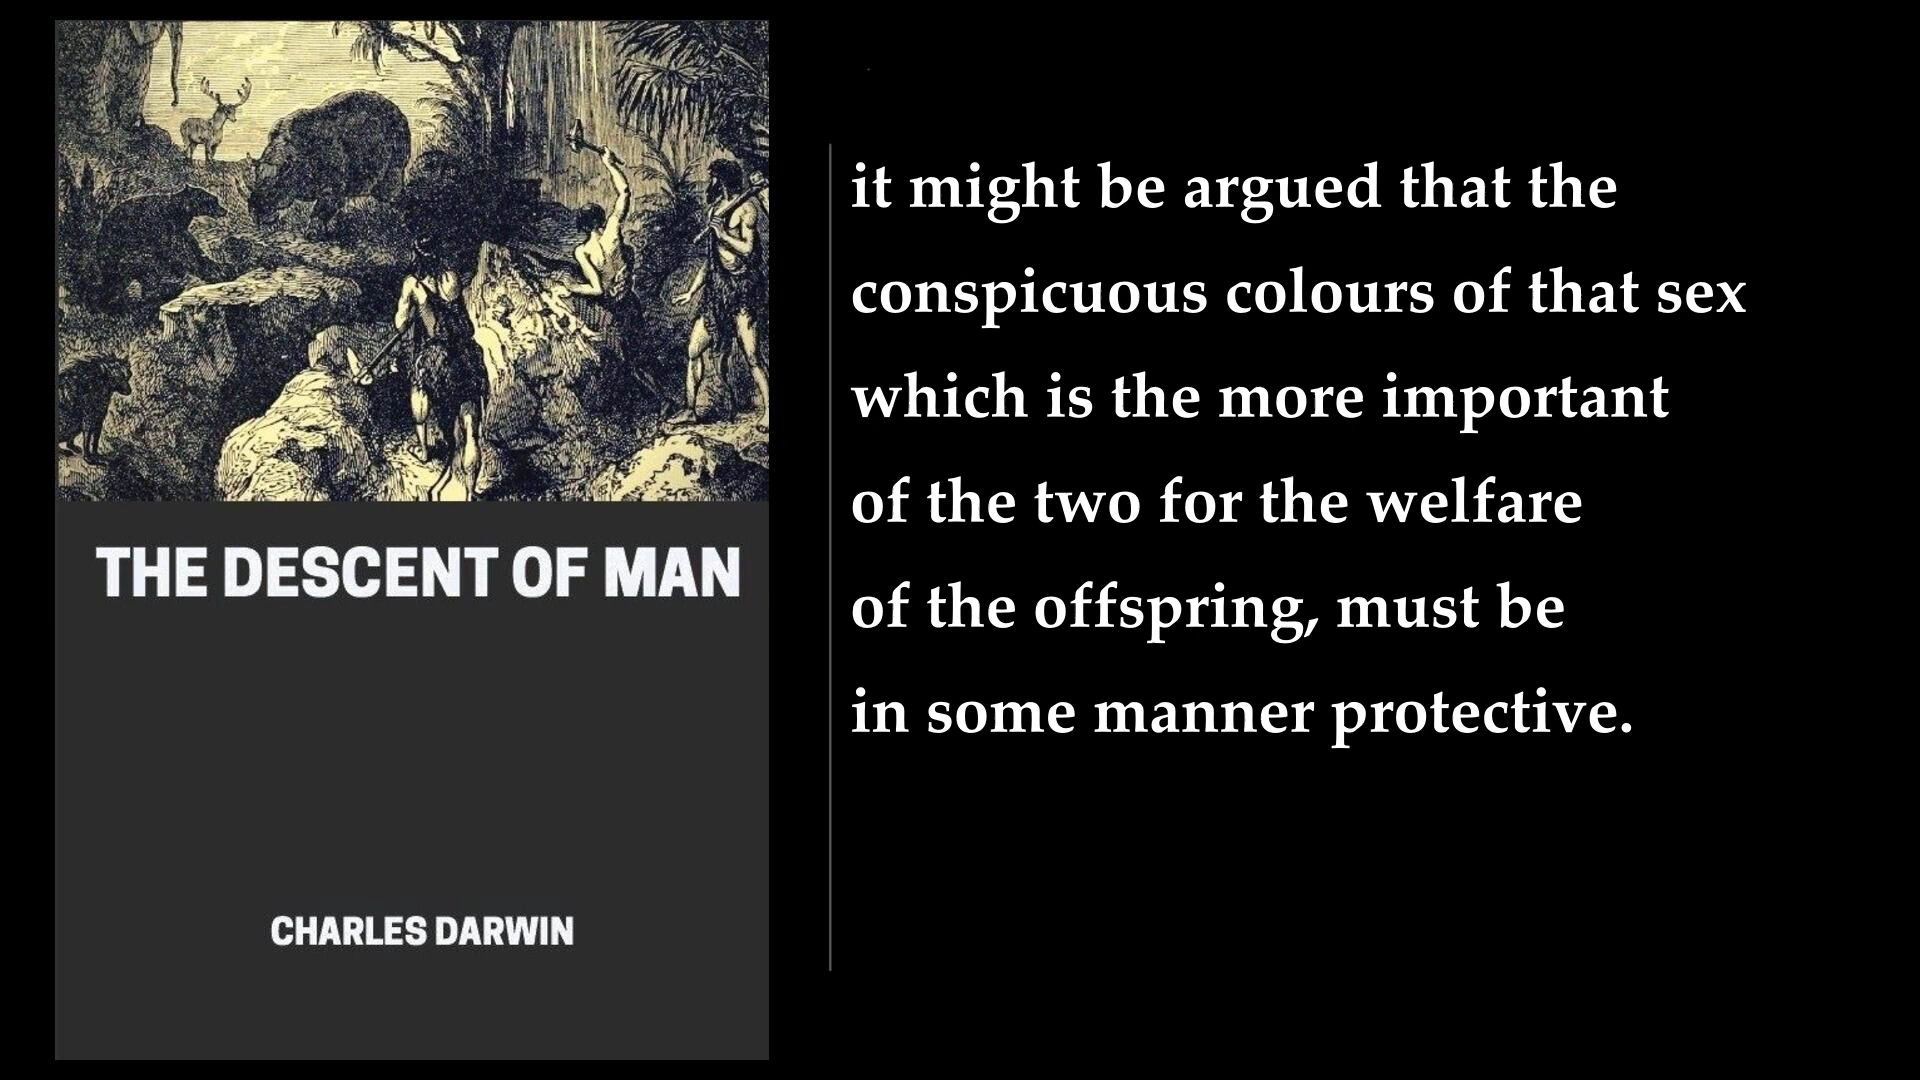 THE DESCENT OF MAN
CHARLES DARWIN
it might be argued that the
conspicuous colours of that sex
which is the more important
of the two for the welfare
of the offspring, must be
in some manner protective.